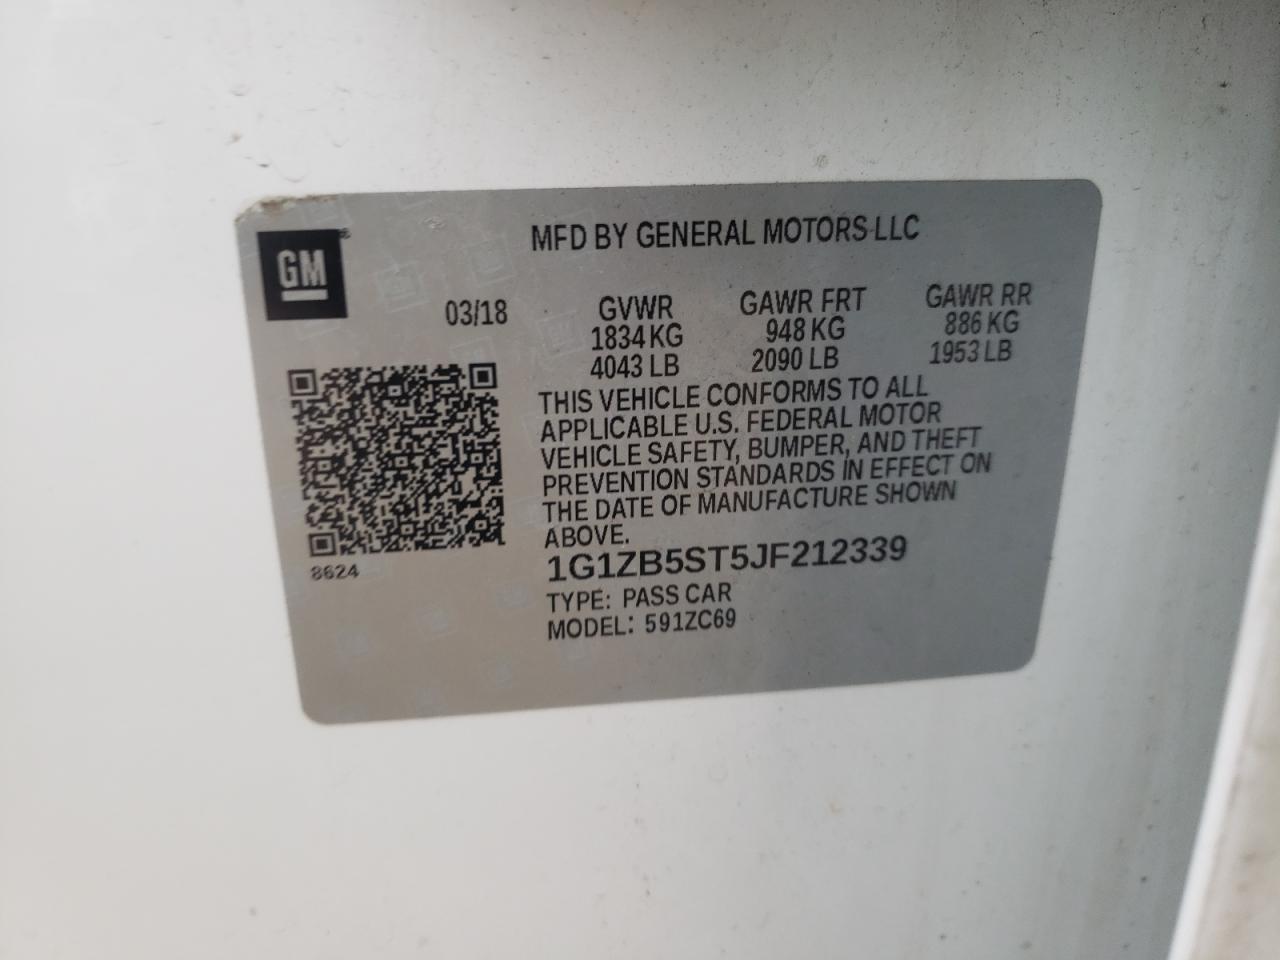 GM
MFD BY GENERAL MOTORS LLC
03/18 GVWR GAWR FRT GAWR RR
1834 KG 948 KG 886 KG
4043 LB 2090 LB 1953 LB
THIS VEHICLE CONFORMS TO ALL
APPLICABLE U.S. FEDERAL MOTOR
VEHICLE SAFETY, BUMPER, AND THEFT
PREVENTION STANDARDS IN EFFECT ON
THE DATE OF MANUFACTURE SHOWN
ABOVE.
8624
1G1ZB5ST5JF212339
TYPE: PASS CAR
MODEL: 591ZC69